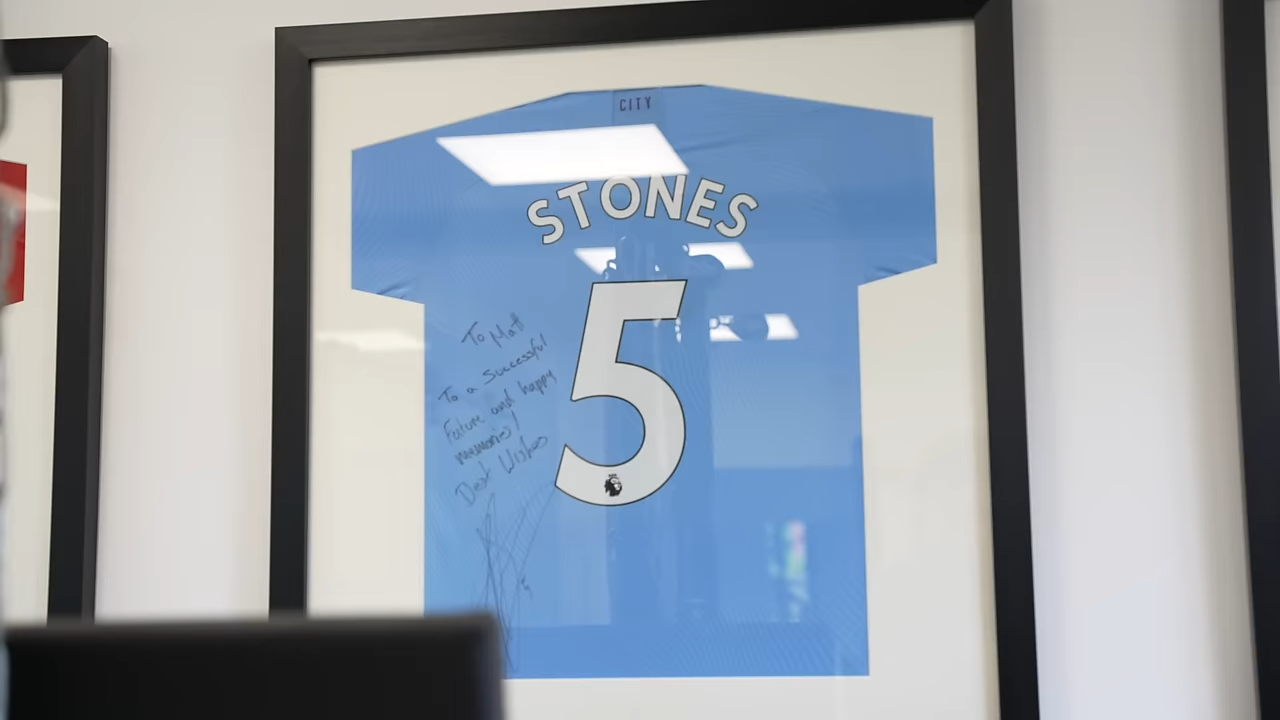 CITY
STONES
5
To Matt
To a Successful
Future and happy
memories!
Best Wishes